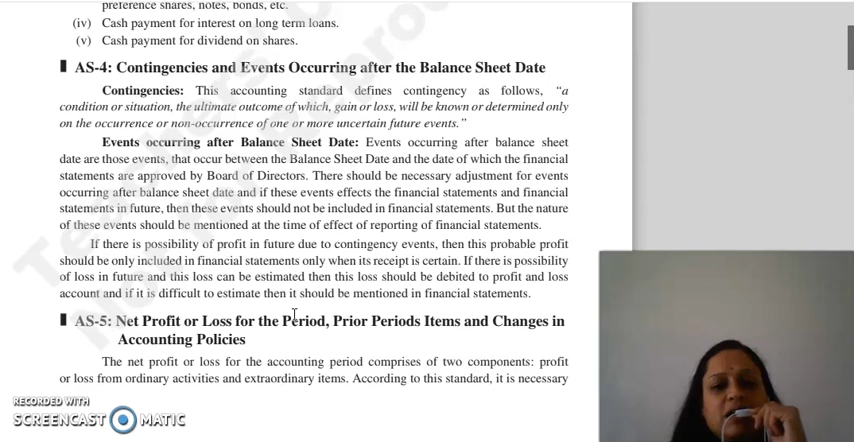 preference shares, notes, bonds, etc.
(iv) Cash payment for interest on long term loans.
(v) Cash payment for dividend on shares.
AS-4: Contingencies and Events Occurring after the Balance Sheet Date
Contingencies: This accounting standard defines contingency as follows, “a
condition or situation, the ultimate outcome of which, gain or loss, will be known or determined only
on the occurrence or non-occurrence of one or more uncertain future events.”
Events occurring after Balance Sheet Date: Events occurring after balance sheet
date are those events, that occur between the Balance Sheet Date and the date of which the financial
statements are approved by Board of Directors. There should be necessary adjustment for events
occurring after balance sheet date and if these events effects the financial statements and financial
statements in future, then these events should not be included in financial statements. But the nature
of these events should be mentioned at the time of effect of reporting of financial statements.
If there is possibility of profit in future due to contingency events, then this probable profit
should be only included in financial statements only when its receipt is certain. If there is possibility
of loss in future and this loss can be estimated then this loss should be debited to profit and loss
account and if it is difficult to estimate then it should be mentioned in financial statements.
AS-5: Net Profit or Loss for the Period, Prior Periods Items and Changes in
Accounting Policies
The net profit or loss for the accounting period comprises of two components: profit
or loss from ordinary activities and extraordinary items. According to this standard, it is necessary
RECORDED WITH
SCREENCAST MATIC